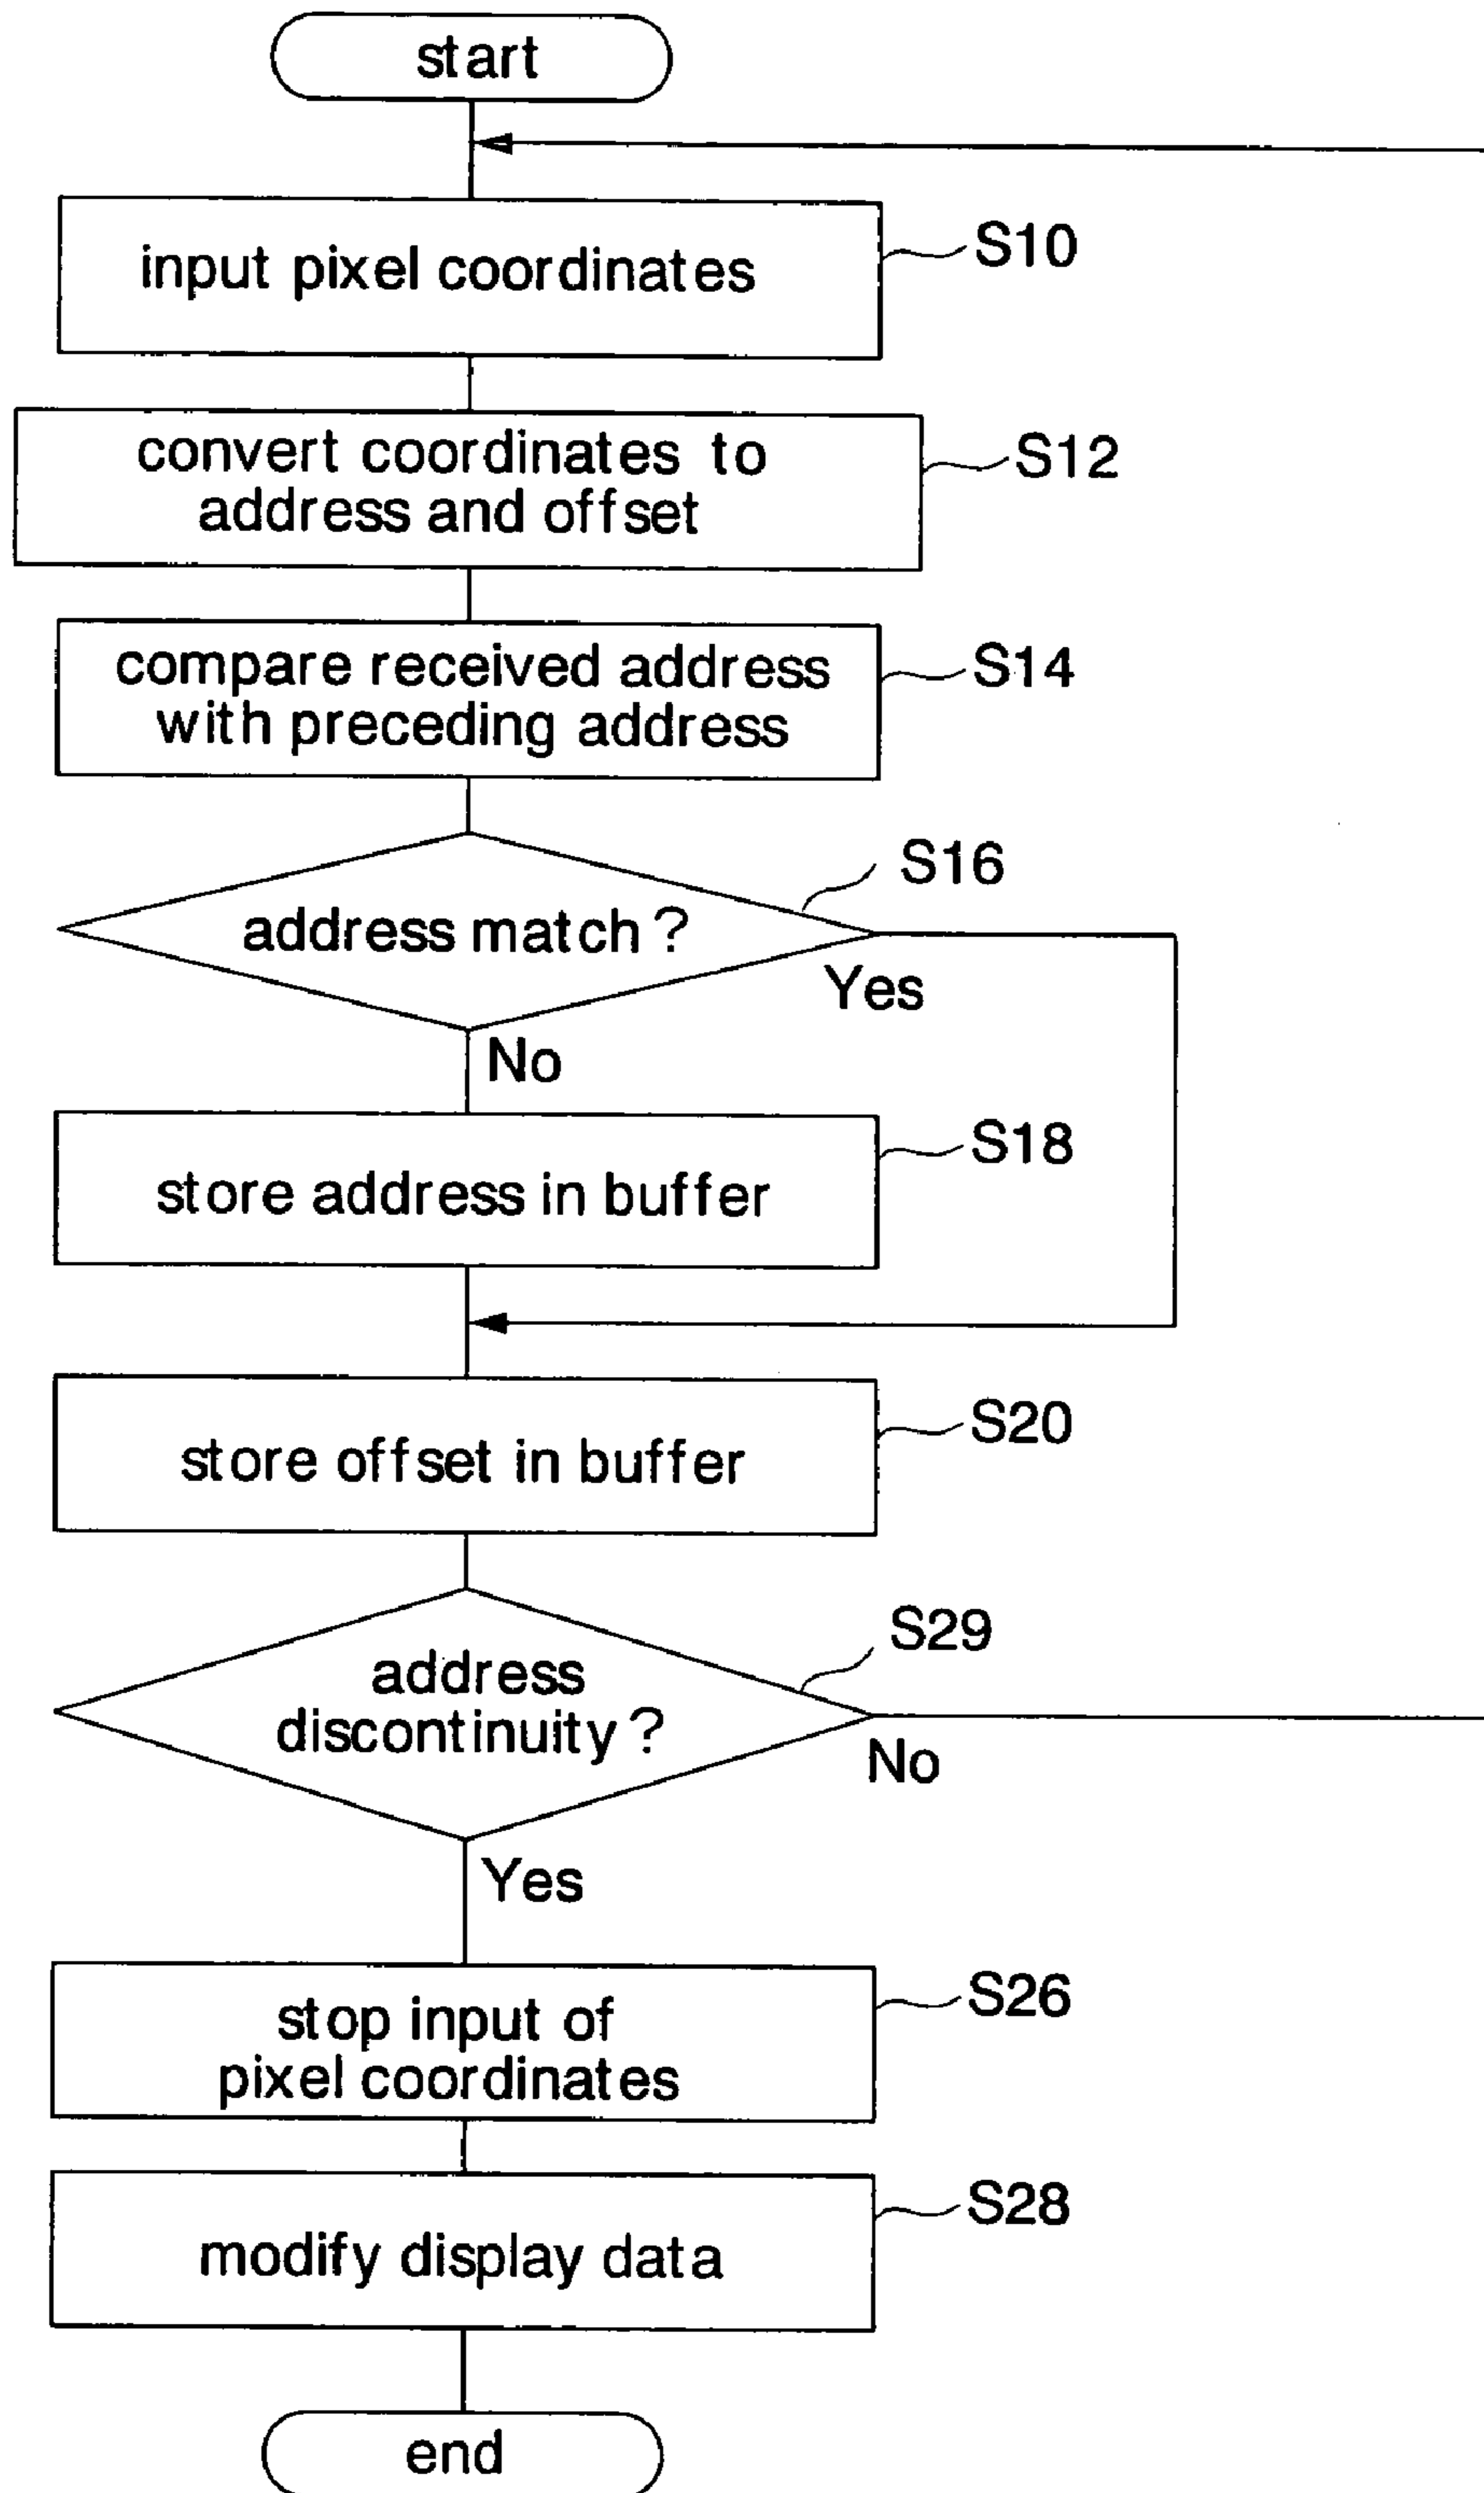 start
input pixel coordinates
S10
convert coordinates to
address and offset
S12
compare received address
with preceding address
S14
address match?
S16
Yes
No
store address in buffer
S18
store offset in buffer
S20
address
discontinuity?
S29
No
Yes
stop input of
pixel coordinates
S26
modify display data
S28
end